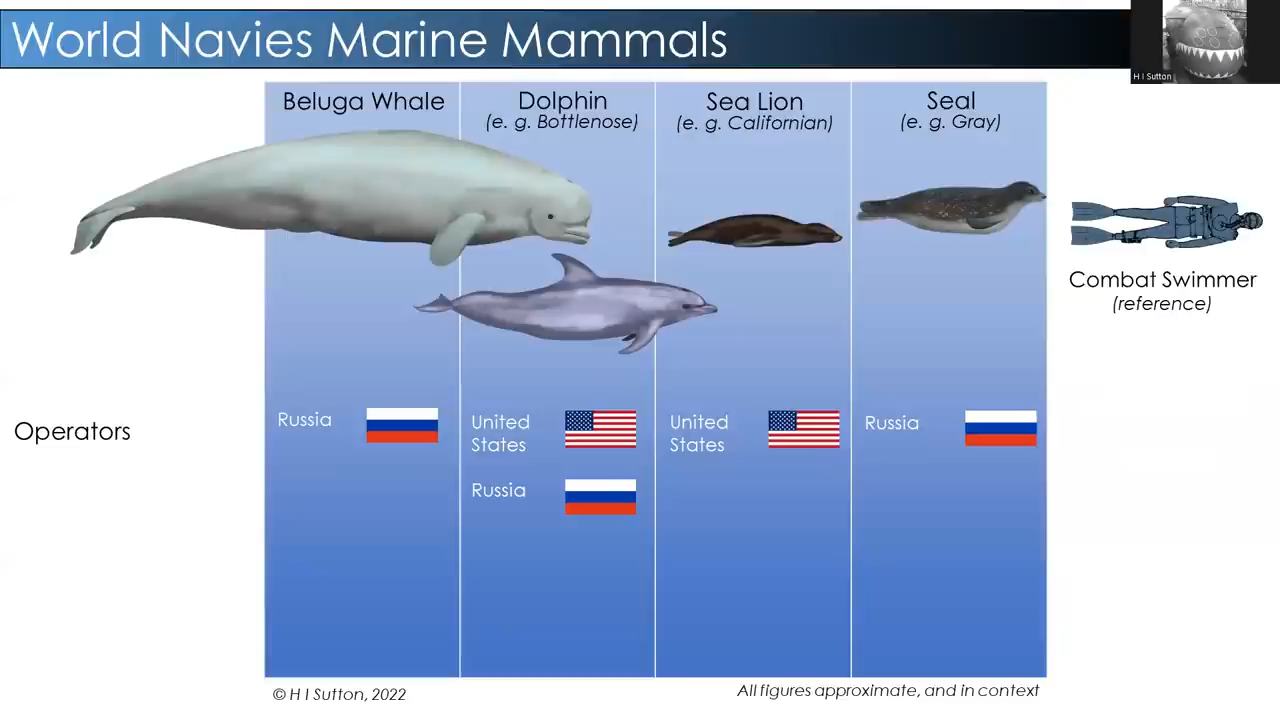 World Navies Marine Mammals
H I Sutton
Beluga Whale
Dolphin
(e. g. Bottlenose)
Sea Lion
(e. g. Californian)
Seal
(e. g. Gray)
Combat Swimmer
(reference)
Operators
Russia
United
States
Russia
United
States
Russia
© H I Sutton, 2022
All figures approximate, and in context